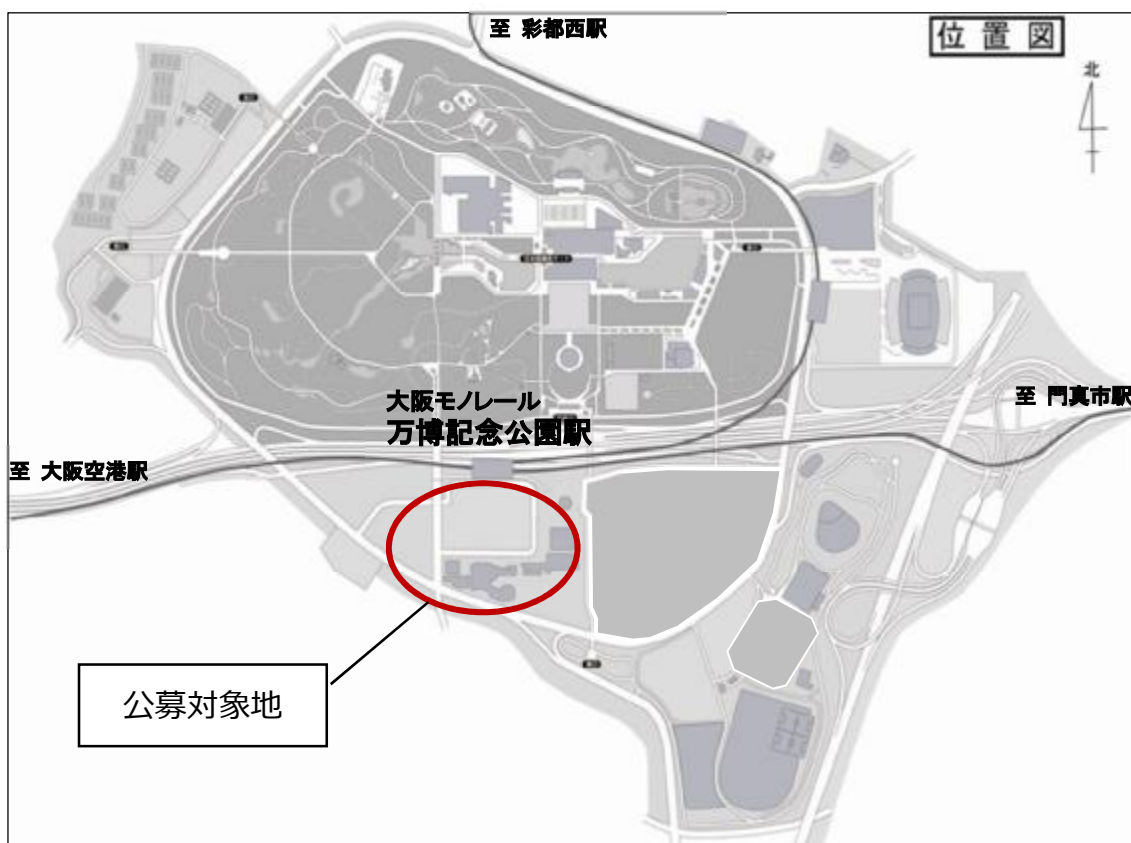 至 彩都西駅
位置図
北
大阪モノレール
万博記念公園駅
至 門真市駅
至 大阪空港駅
公募対象地